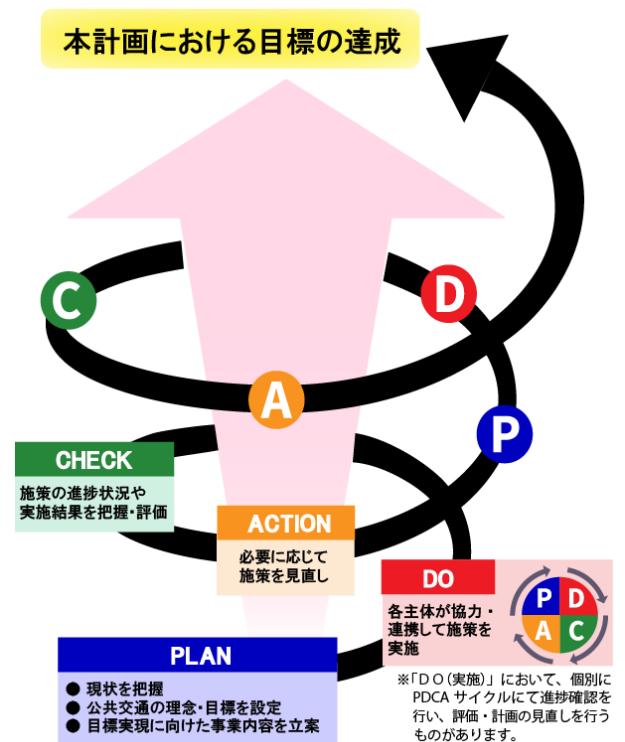 本計画における目標の達成
C
D
A
P
CHECK
施策の進捗状況や
実施結果を把握・評価
ACTION
必要に応じて
施策を見直し
DO
各主体が協力・
連携して施策を
実施
P D
A C
PLAN
● 現状を把握
● 公共交通の理念・目標を設定
● 目標実現に向けた事業内容を立案
※「DO(実施)」において、個別に
PDCAサイクルにて進捗確認を
行い、評価・計画の見直しを行う
ものがあります。